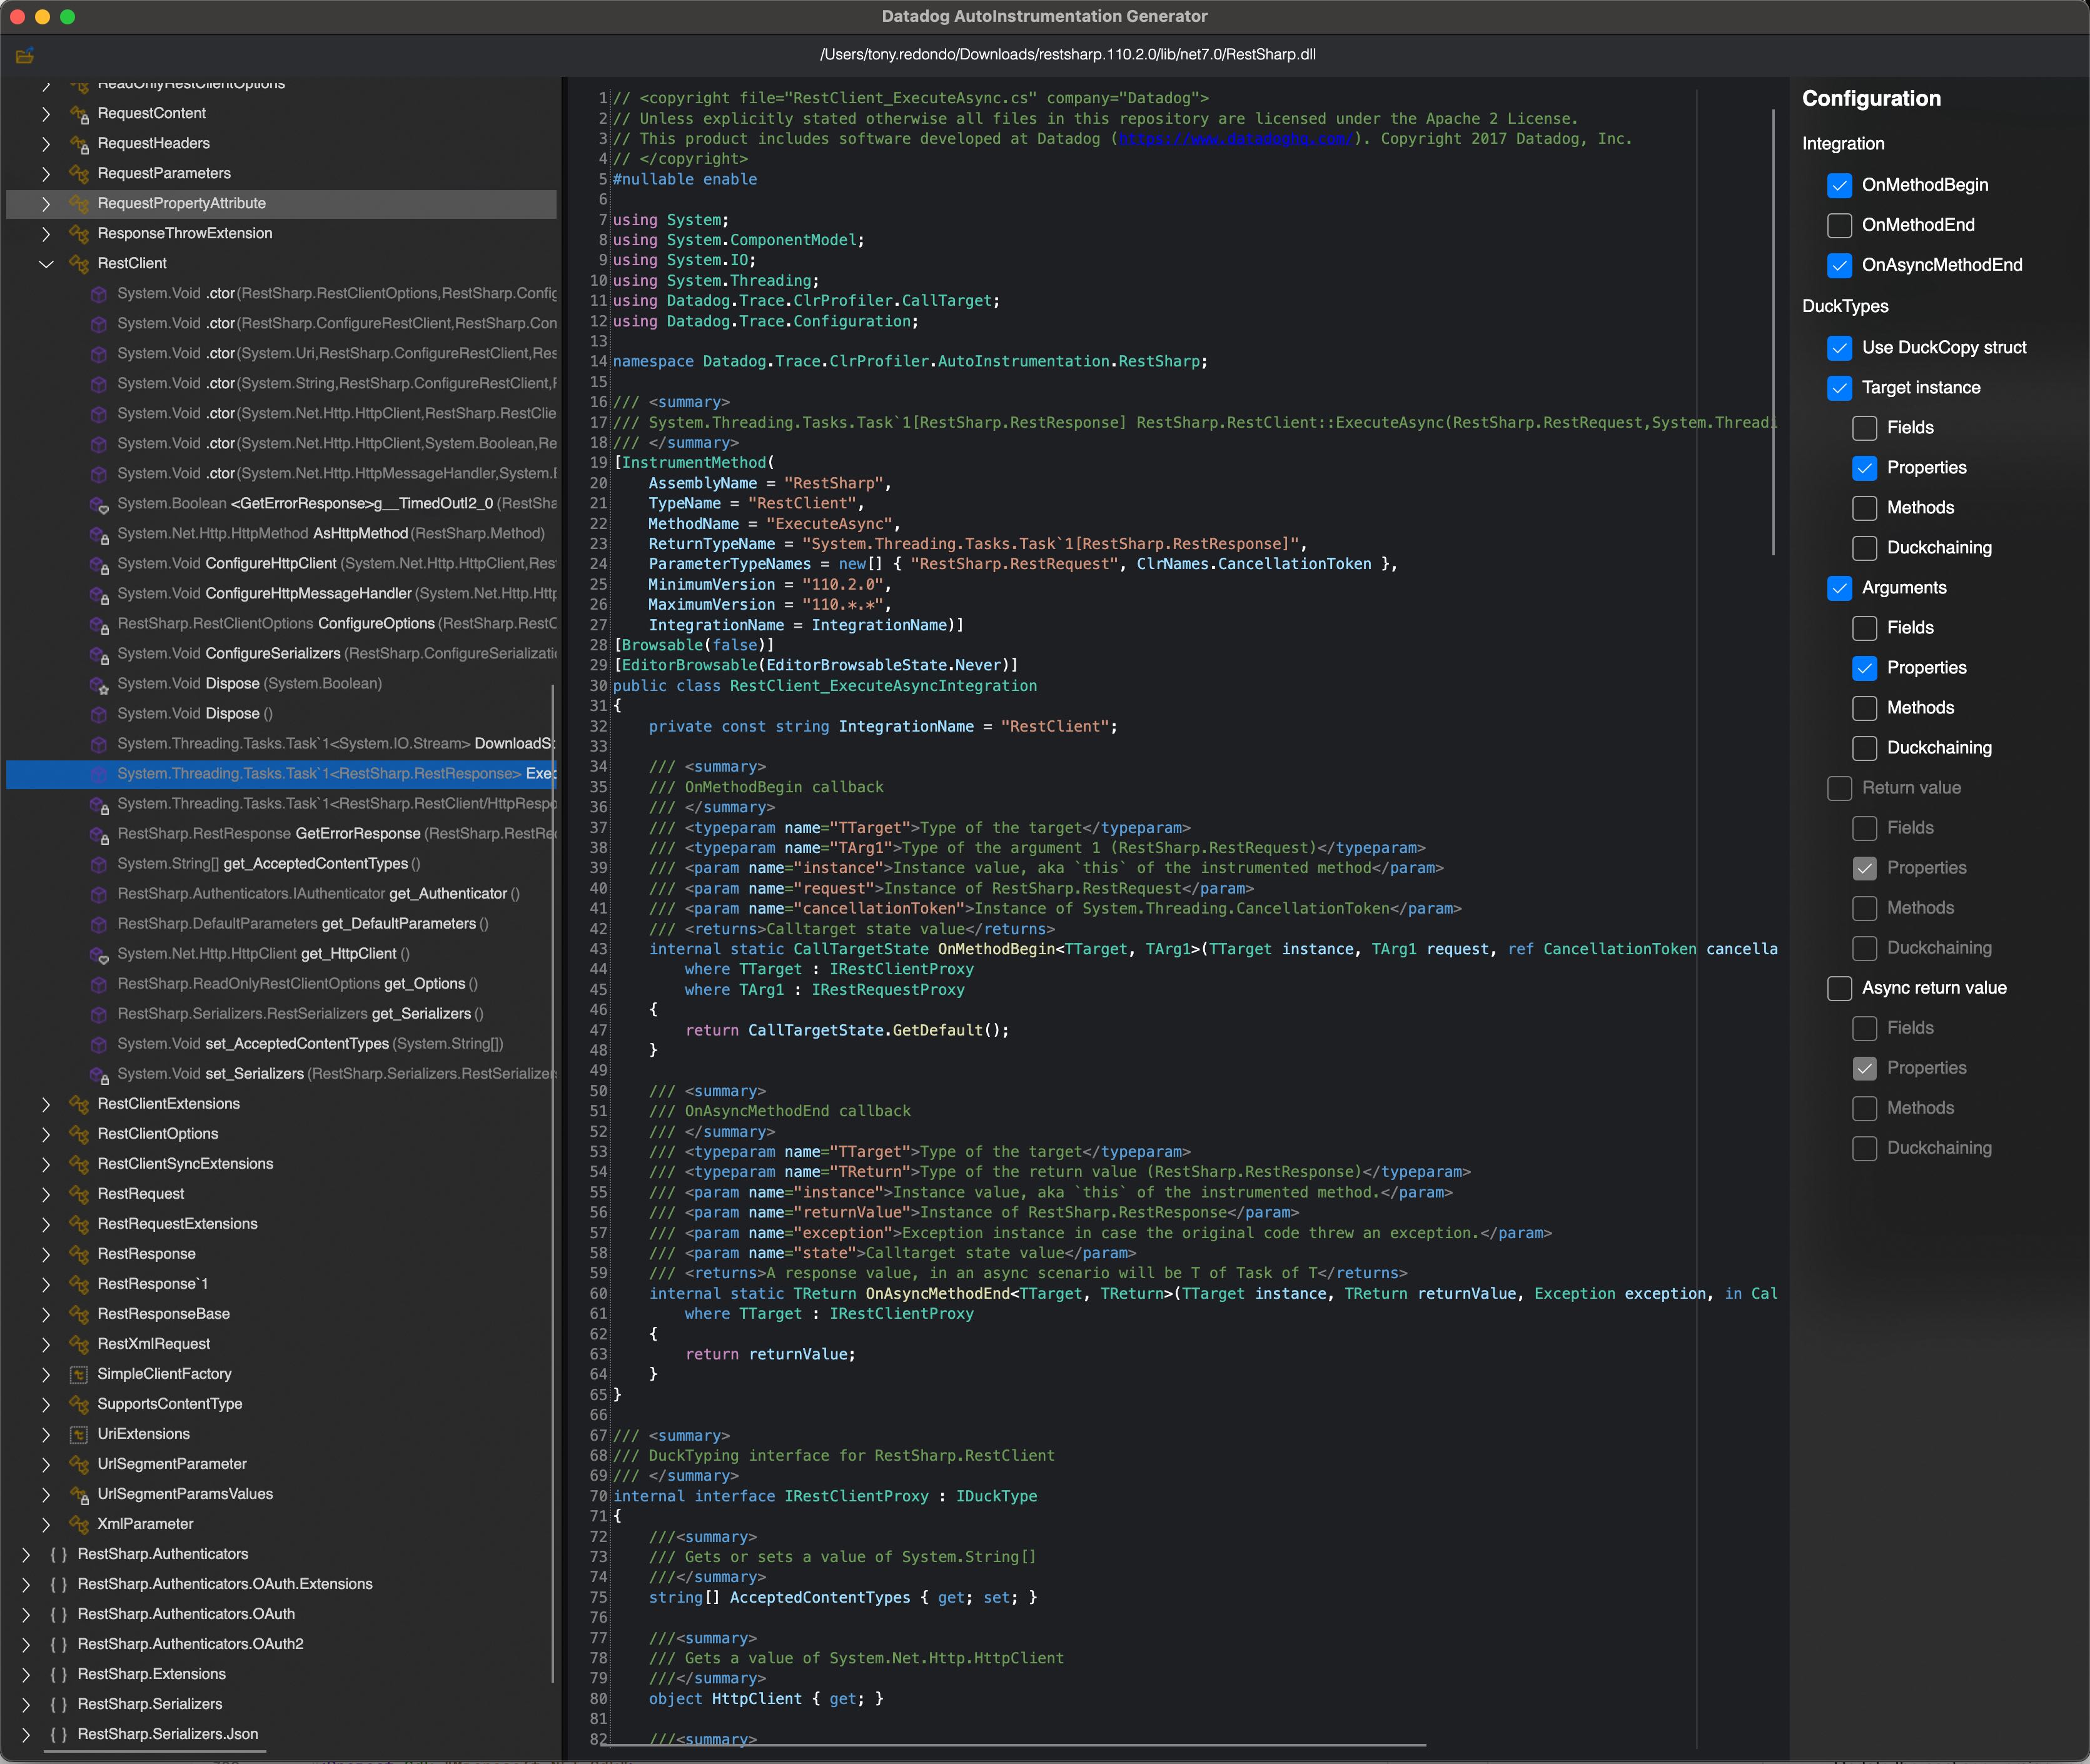 Datadog AutoInstrumentation Generator
/Users/tony.redondo/Downloads/restsharp.110.2.0/lib/net7.0/RestSharp.dll
ReadOnlyRestClientOptions
RequestContent
RequestHeaders
RequestParameters
RequestPropertyAttribute
ResponseThrowExtension
RestClient
System.Void .ctor(RestSharp.RestClientOptions,RestSharp.Config
System.Void .ctor(RestSharp.ConfigureRestClient,RestSharp.Con
System.Void .ctor(System.Uri,RestSharp.ConfigureRestClient,Res
System.Void .ctor(System.String,RestSharp.ConfigureRestClient,F
System.Void .ctor(System.Net.Http.HttpClient,RestSharp.RestClie
System.Void .ctor(System.Net.Http.HttpClient,System.Boolean,Re
System.Void .ctor(System.Net.Http.HttpMessageHandler,System.B
System.Boolean <GetErrorResponse>g__TimedOut|2_0 (RestSha
System.Net.Http.HttpMethod AsHttpMethod(RestSharp.Method)
System.Void ConfigureHttpClient (System.Net.Http.HttpClient,Res
System.Void ConfigureHttpMessageHandler (System.Net.Http.Http
RestSharp.RestClientOptions ConfigureOptions (RestSharp.RestC
System.Void ConfigureSerializers (RestSharp.ConfigureSerializatio
System.Void Dispose (System.Boolean)
System.Void Dispose ()
System.Threading.Tasks.Task`1<System.IO.Stream> DownloadSt
System.Threading.Tasks.Task`1<RestSharp.RestResponse> Exec
System.Threading.Tasks.Task`1<RestSharp.RestClient/HttpRespo
RestSharp.RestResponse GetErrorResponse (RestSharp.RestRec
System.String[] get_AcceptedContentTypes ()
RestSharp.Authenticators.IAuthenticator get_Authenticator ()
RestSharp.DefaultParameters get_DefaultParameters ()
System.Net.Http.HttpClient get_HttpClient ()
RestSharp.ReadOnlyRestClientOptions get_Options ()
RestSharp.Serializers.RestSerializers get_Serializers ()
System.Void set_AcceptedContentTypes (System.String[])
System.Void set_Serializers (RestSharp.Serializers.RestSerializer
RestClientExtensions
RestClientOptions
RestClientSyncExtensions
RestRequest
RestRequestExtensions
RestResponse
RestResponse`1
RestResponseBase
RestXmlRequest
SimpleClientFactory
SupportsContentType
UriExtensions
UrlSegmentParameter
UrlSegmentParamsValues
XmlParameter
{ } RestSharp.Authenticators
{ } RestSharp.Authenticators.OAuth.Extensions
{ } RestSharp.Authenticators.OAuth
{ } RestSharp.Authenticators.OAuth2
{ } RestSharp.Extensions
{ } RestSharp.Serializers
{ } RestSharp.Serializers.Json
1 // <copyright file="RestClient_ExecuteAsync.cs" company="Datadog">
2 // Unless explicitly stated otherwise all files in this repository are licensed under the Apache 2 License.
3 // This product includes software developed at Datadog (https://www.datadoghq.com/). Copyright 2017 Datadog, Inc.
4 // </copyright>
5 #nullable enable
6
7 using System;
8 using System.ComponentModel;
9 using System.IO;
10 using System.Threading;
11 using Datadog.Trace.ClrProfiler.CallTarget;
12 using Datadog.Trace.Configuration;
13
14 namespace Datadog.Trace.ClrProfiler.AutoInstrumentation.RestSharp;
15
16 /// <summary>
17 /// System.Threading.Tasks.Task`1[RestSharp.RestResponse] RestSharp.RestClient::ExecuteAsync(RestSharp.RestRequest,System.Threadi
18 /// </summary>
19 [InstrumentMethod(
20 AssemblyName = "RestSharp",
21 TypeName = "RestClient",
22 MethodName = "ExecuteAsync",
23 ReturnTypeName = "System.Threading.Tasks.Task`1[RestSharp.RestResponse]",
24 ParameterTypeNames = new[] { "RestSharp.RestRequest", ClrNames.CancellationToken },
25 MinimumVersion = "110.2.0",
26 MaximumVersion = "110.*.*",
27 IntegrationName = IntegrationName)]
28 [Browsable(false)]
29 [EditorBrowsable(EditorBrowsableState.Never)]
30 public class RestClient_ExecuteAsyncIntegration
31 {
32 private const string IntegrationName = "RestClient";
33
34 /// <summary>
35 /// OnMethodBegin callback
36 /// </summary>
37 /// <typeparam name="TTarget">Type of the target</typeparam>
38 /// <typeparam name="TArg1">Type of the argument 1 (RestSharp.RestRequest)</typeparam>
39 /// <param name="instance">Instance value, aka `this` of the instrumented method</param>
40 /// <param name="request">Instance of RestSharp.RestRequest</param>
41 /// <param name="cancellationToken">Instance of System.Threading.CancellationToken</param>
42 /// <returns>Calltarget state value</returns>
43 internal static CallTargetState OnMethodBegin<TTarget, TArg1>(TTarget instance, TArg1 request, ref CancellationToken cancella
44 where TTarget : IRestClientProxy
45 where TArg1 : IRestRequestProxy
46 {
47 return CallTargetState.GetDefault();
48 }
49
50 /// <summary>
51 /// OnAsyncMethodEnd callback
52 /// </summary>
53 /// <typeparam name="TTarget">Type of the target</typeparam>
54 /// <typeparam name="TReturn">Type of the return value (RestSharp.RestResponse)</typeparam>
55 /// <param name="instance">Instance value, aka `this` of the instrumented method.</param>
56 /// <param name="returnValue">Instance of RestSharp.RestResponse</param>
57 /// <param name="exception">Exception instance in case the original code threw an exception.</param>
58 /// <param name="state">Calltarget state value</param>
59 /// <returns>A response value, in an async scenario will be T of Task of T</returns>
60 internal static TReturn OnAsyncMethodEnd<TTarget, TReturn>(TTarget instance, TReturn returnValue, Exception exception, in Cal
61 where TTarget : IRestClientProxy
62 {
63 return returnValue;
64 }
65 }
66
67 /// <summary>
68 /// DuckTyping interface for RestSharp.RestClient
69 /// </summary>
70 internal interface IRestClientProxy : IDuckType
71 {
72 ///<summary>
73 /// Gets or sets a value of System.String[]
74 ///</summary>
75 string[] AcceptedContentTypes { get; set; }
76
77 ///<summary>
78 /// Gets a value of System.Net.Http.HttpClient
79 ///</summary>
80 object HttpClient { get; }
81
82 ///<summary>
Configuration
Integration
OnMethodBegin
OnMethodEnd
OnAsyncMethodEnd
DuckTypes
Use DuckCopy struct
Target instance
Fields
Properties
Methods
Duckchaining
Arguments
Fields
Properties
Methods
Duckchaining
Return value
Fields
Properties
Methods
Duckchaining
Async return value
Fields
Properties
Methods
Duckchaining